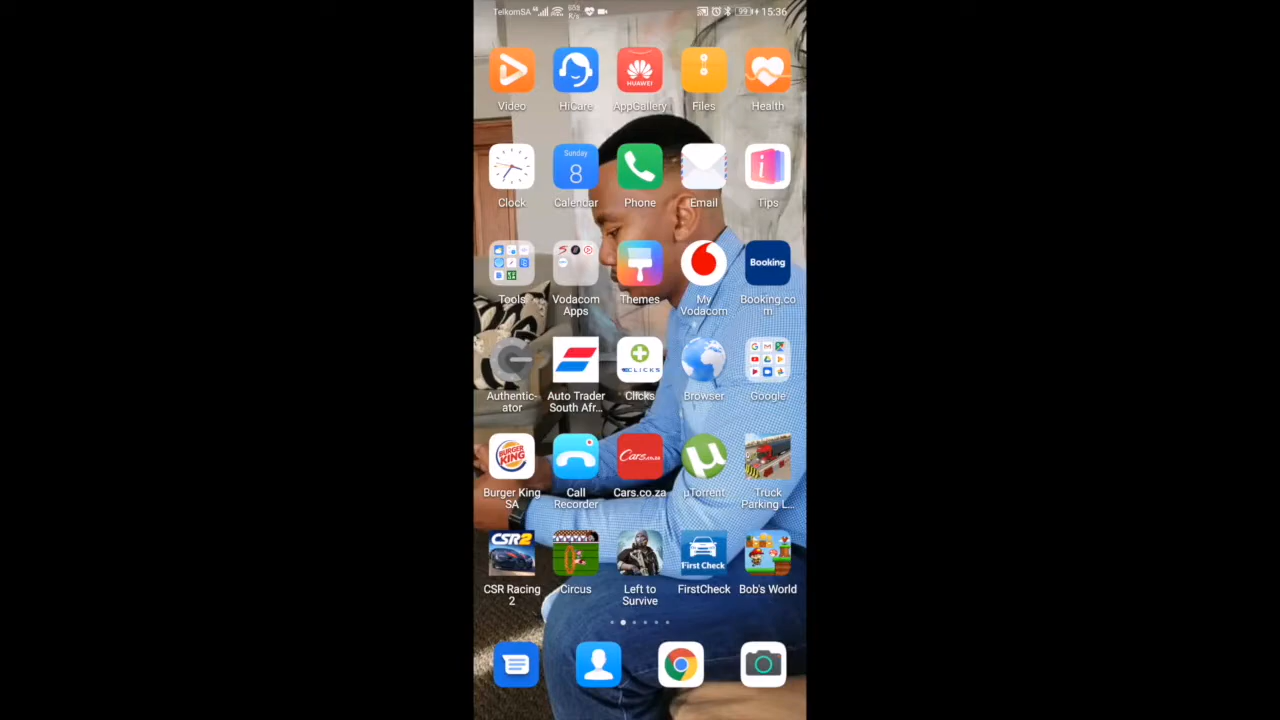 TelkomSA
K/s
99
15:36
HUAWEI
Video
HiCare
AppGallery
Files
Health
Sunday
8
i
Clock
Calendar
Phone
Email
Tips
Booking
Tools
Vodacom
Apps
Themes
My
Vodacom
Booking.co
m
CLICKS
Authentic-
ator
Auto Trader
South Afr...
Clicks
Browser
Google
BURGER
KING
Cars.co.za
µ
Burger King
SA
Call
Recorder
Cars.co.za
µTorrent
Truck
Parking L...
CSR2
First Check
CSR Racing
2
Circus
Left to
Survive
FirstCheck
Bob's World